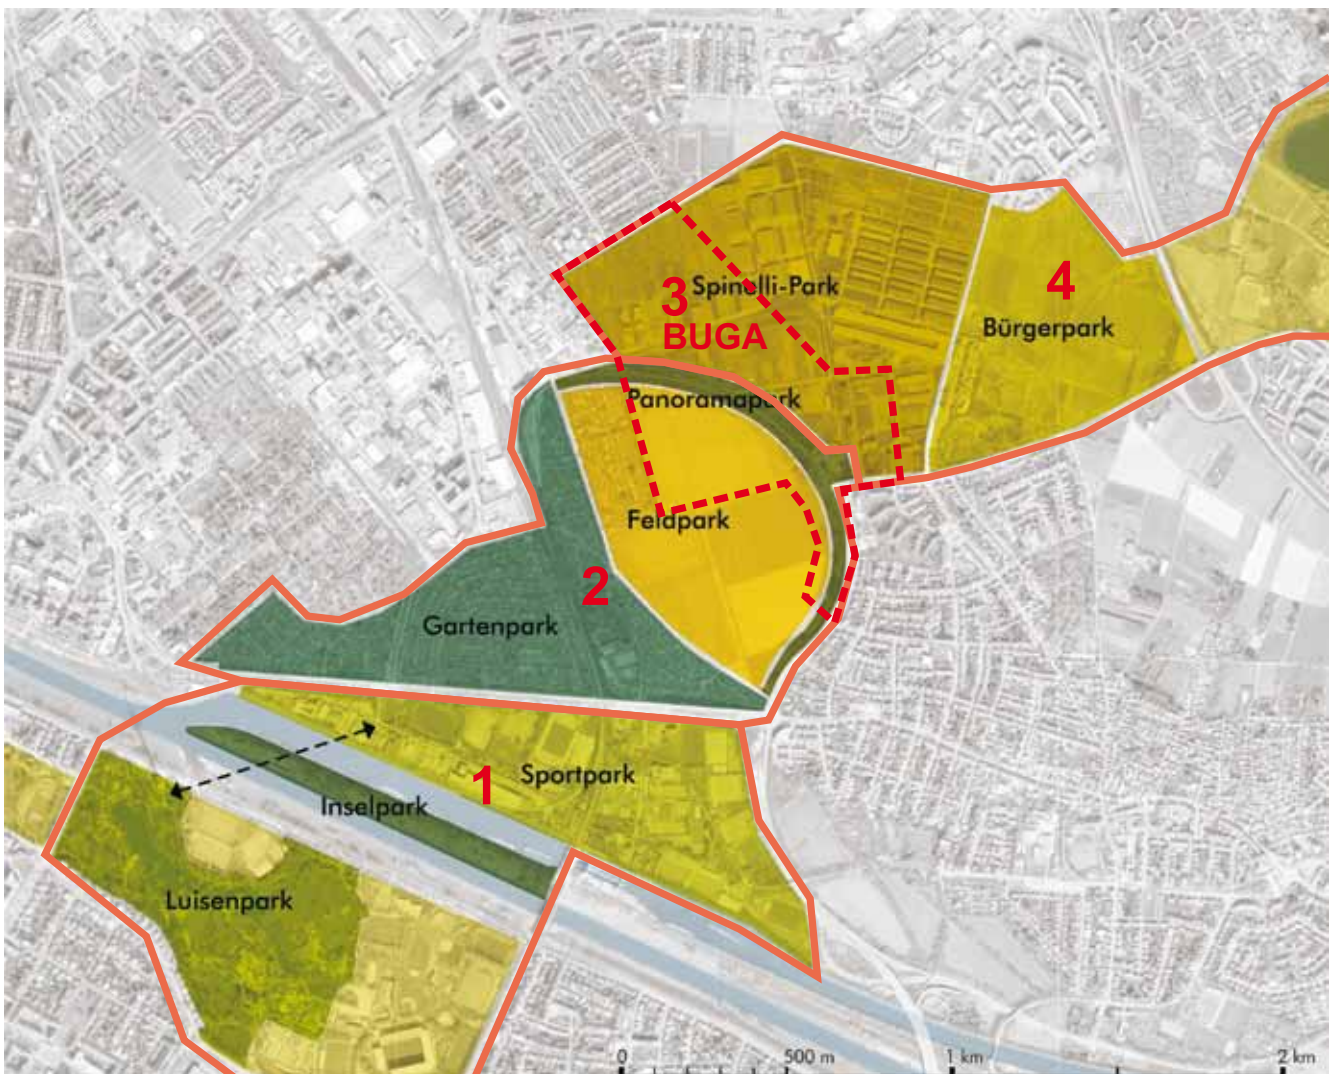 3 Spinelli-Park
BUGA
4
Bürgerpark
Panoramapark
Feldpark
2
Gartenpark
1 Sportpark
Inselpark
Luisenpark
0 500 m 1 km 2 km